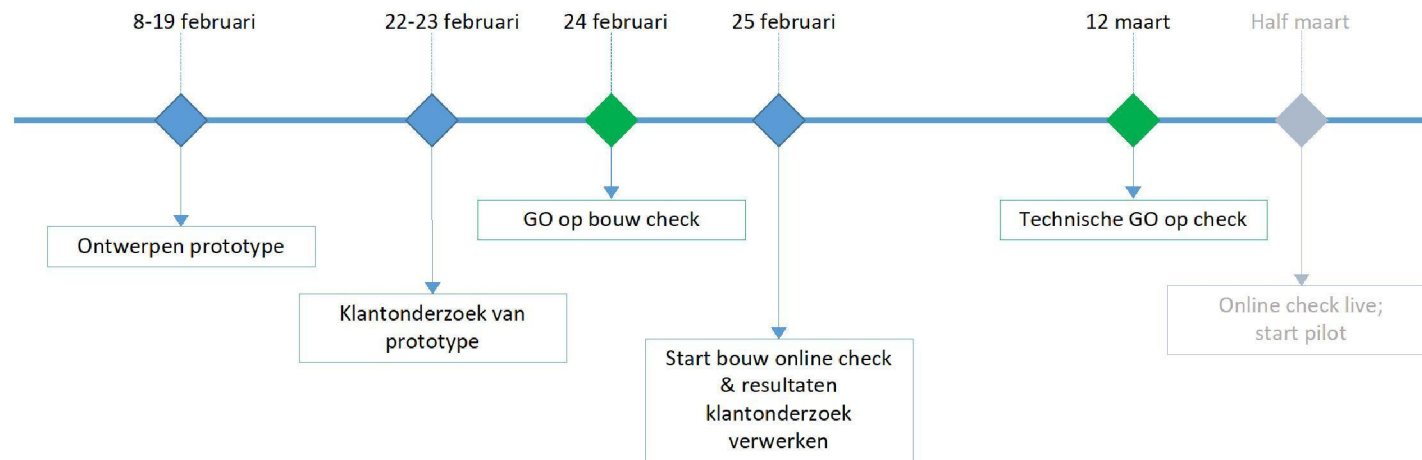 8-19 februari
22-23 februari
24 februari
25 februari
12 maart
Half maart
Ontwerpen prototype
Klantonderzoek van
prototype
GO op bouw check
Start bouw online check
& resultaten
klantonderzoek
verwerken
Technische GO op check
Online check live;
start pilot